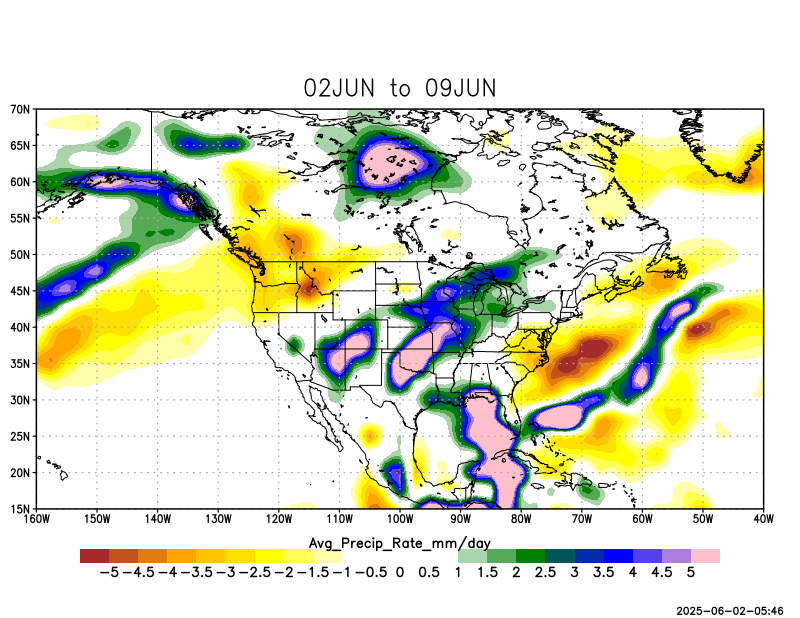 02JUN to 09JUN
70N
65N
60N
55N
50N
45N
40N
35N
30N
25N
20N
15N
160W 150W 140W 130W 120W 110W 100W 90W 80W 70W 60W 50W 40W
Avg_Precip_Rate_mm/day
-5 -4.5 -4 -3.5 -3 -2.5 -2 -1.5 -1 -0.5 0 0.5 1 1.5 2 2.5 3 3.5 4 4.5 5
2025-06-02-05:46